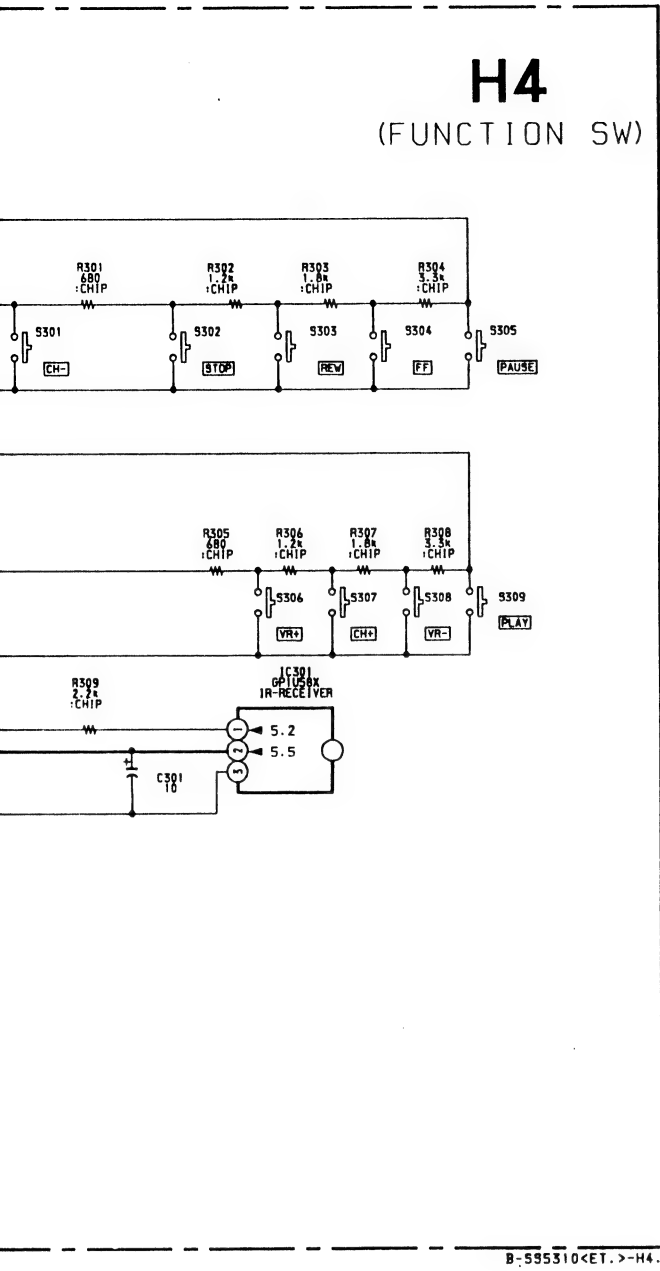 H4
(FUNCTION SW)
R301
680
:CHIP
R302
1.2k
:CHIP
R303
1.8k
:CHIP
R304
3.3k
:CHIP
S301
S302
S303
S304
S305
CH-
STOP
REW
FF
PAUSE
R305
680
:CHIP
R306
1.2k
:CHIP
R307
1.8k
:CHIP
R308
3.3k
:CHIP
S306
S307
S308
S309
VR+
CH+
VR-
PLAY
R309
2.2k
:CHIP
IC301
GP1U58X
IR-RECEIVER
1
5.2
2
5.5
3
+
C301
10
B-595310<ET.>-H4.